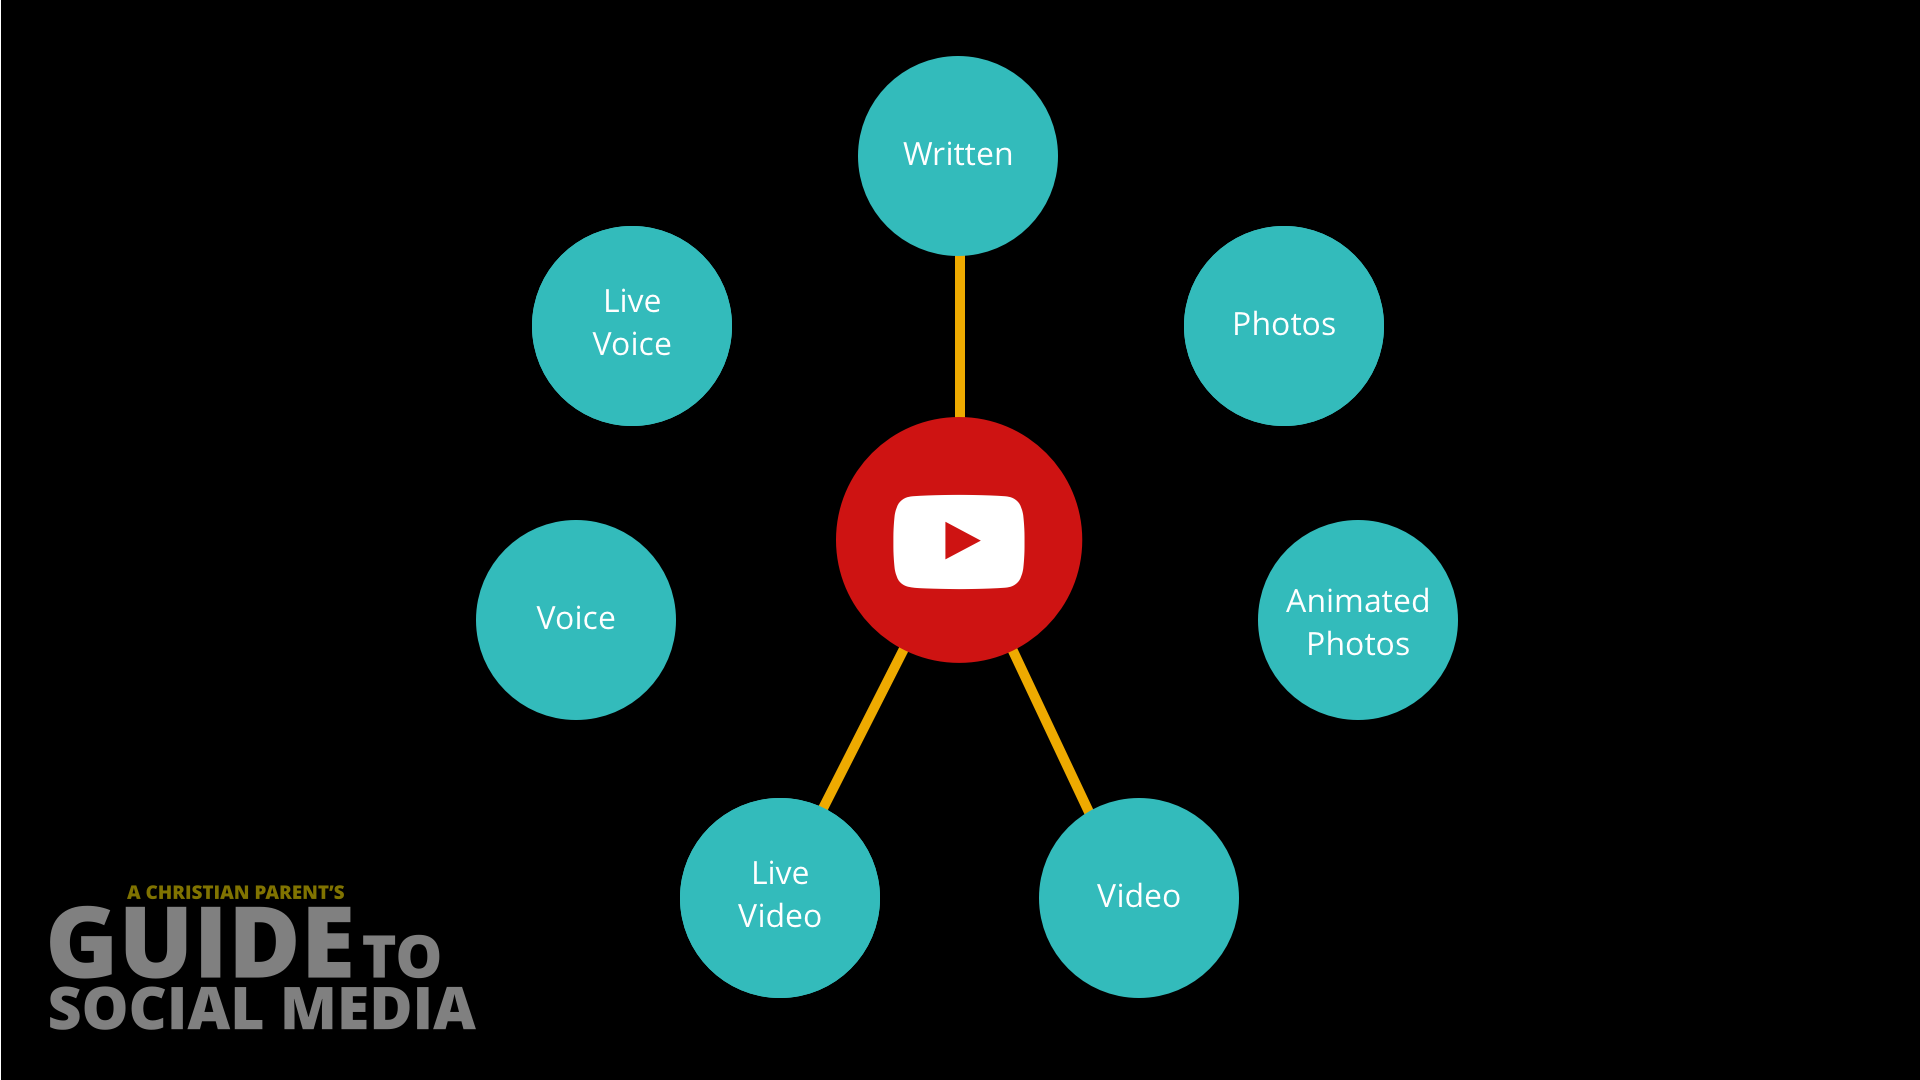 Written
Live
Voice
Photos
Voice
Animated
Photos
Live
Video
Video
A CHRISTIAN PARENT’S
GUIDE TO
SOCIAL MEDIA